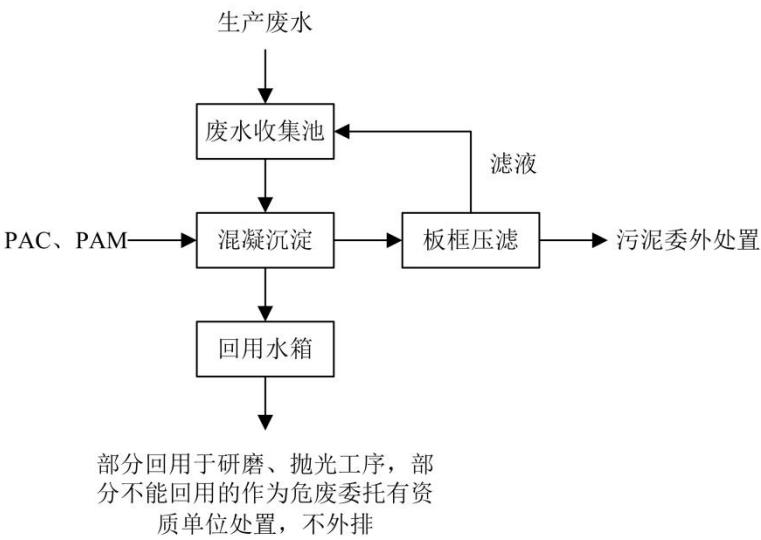 生产废水
废水收集池
滤液
PAC、PAM
混凝沉淀
板框压滤
污泥委外处置
回用水箱
部分回用于研磨、抛光工序，部
分不能回用的作为危废委托有资
质单位处置，不外排